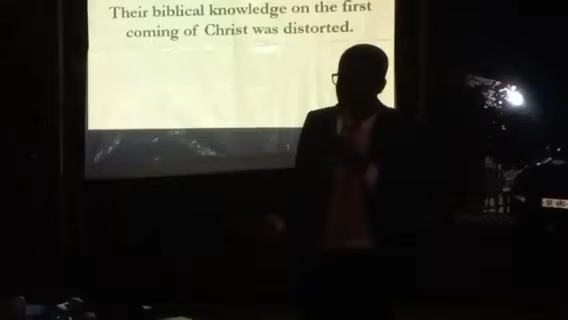 Their biblical knowledge on the first
coming of Christ was distorted.